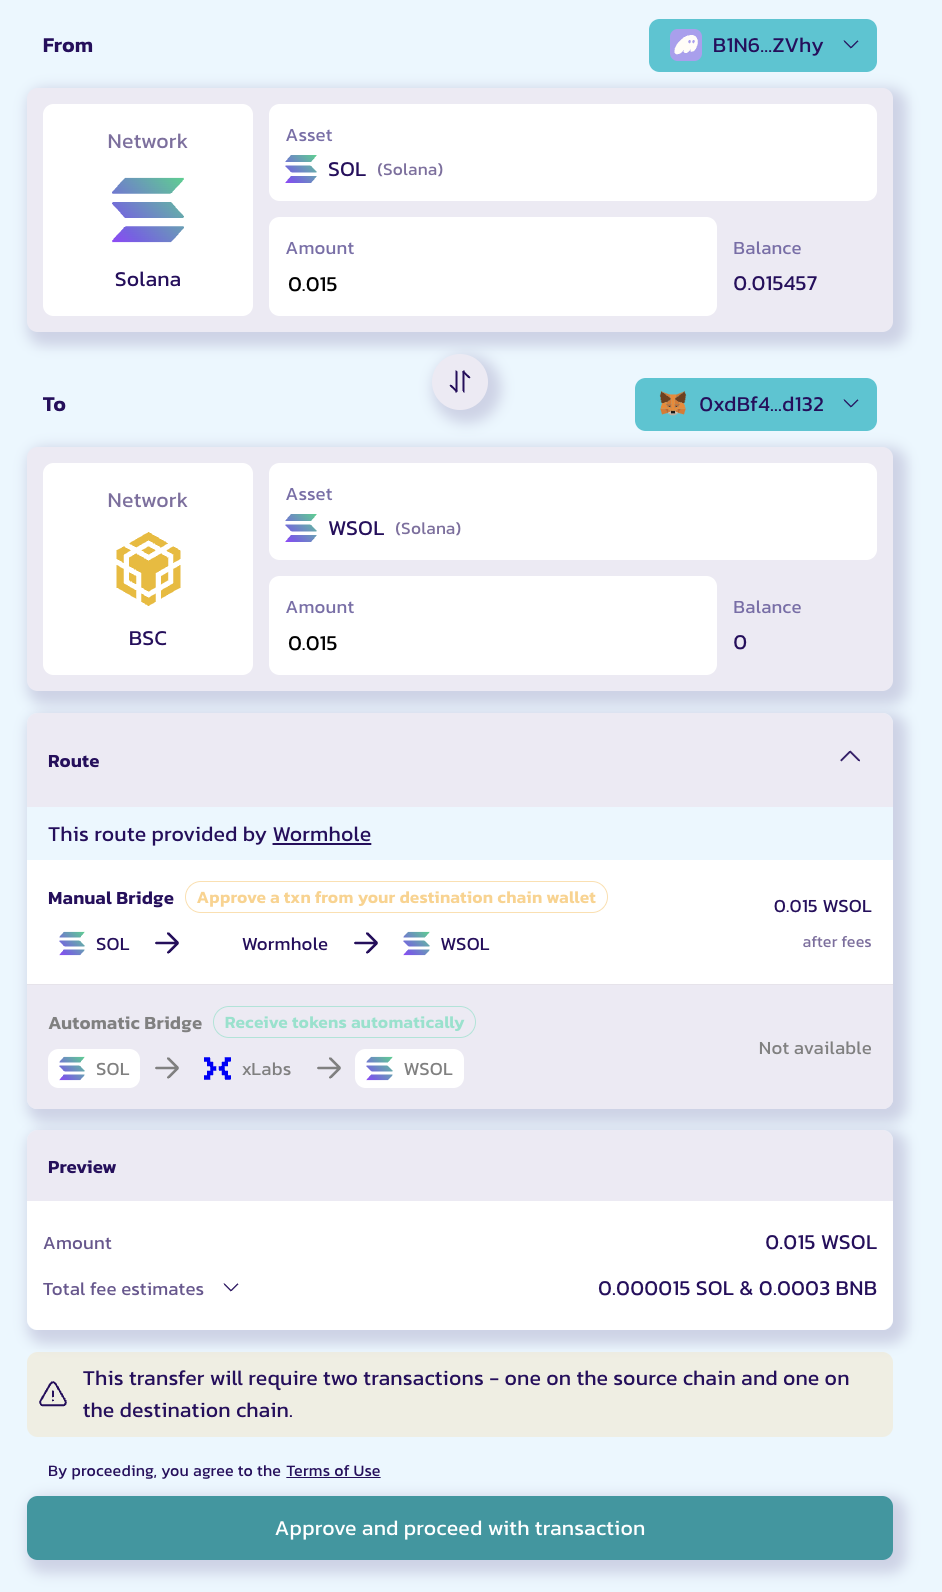 From
B1N6...ZVhy
Network
Solana
Asset
SOL (Solana)
Amount
0.015
Balance
0.015457
To
0xdBf4...d132
Network
BSC
Asset
WSOL (Solana)
Amount
0.015
Balance
0
Route
This route provided by Wormhole
Manual Bridge Approve a txn from your destination chain wallet
0.015 WSOL
SOL → Wormhole → WSOL
after fees
Automatic Bridge Receive tokens automatically
Not available
SOL → xLabs → WSOL
Preview
Amount 0.015 WSOL
Total fee estimates 0.000015 SOL & 0.0003 BNB
This transfer will require two transactions - one on the source chain and one on
the destination chain.
By proceeding, you agree to the Terms of Use
Approve and proceed with transaction